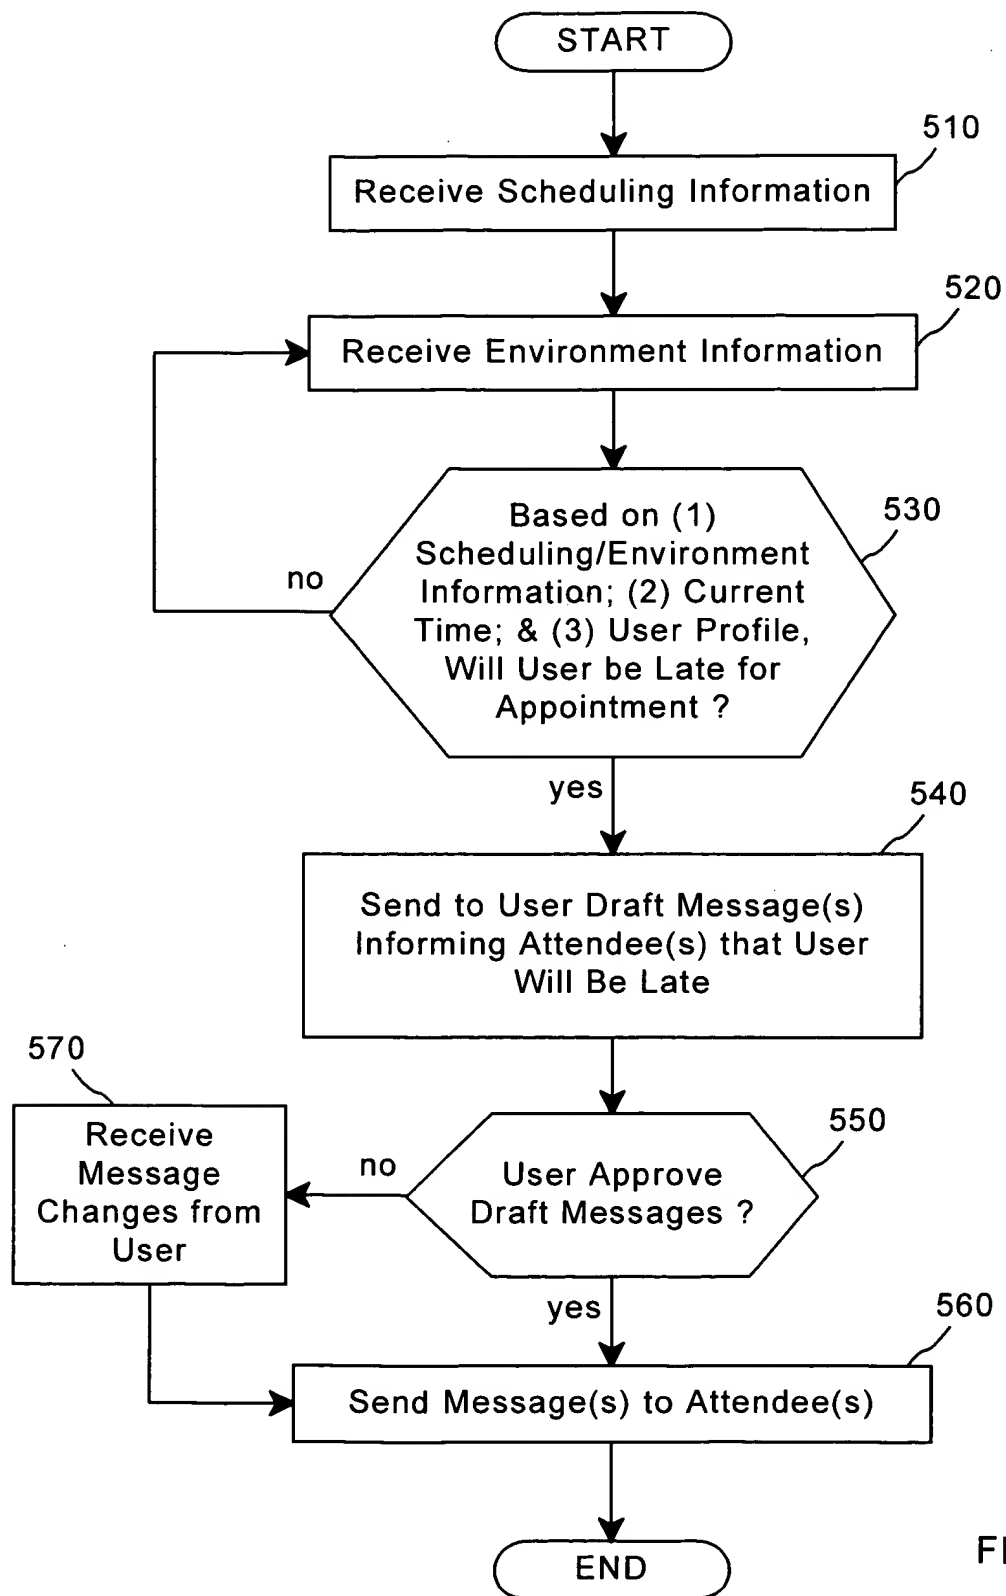 START
510
Receive Scheduling Information
520
Receive Environment Information
530
Based on (1)
Scheduling/Environment
Information; (2) Current
Time; & (3) User Profile,
Will User be Late for
Appointment ?
no
yes
540
Send to User Draft Message(s)
Informing Attendee(s) that User
Will Be Late
570
Receive
Message
Changes from
User
no
550
User Approve
Draft Messages ?
yes
560
Send Message(s) to Attendee(s)
END